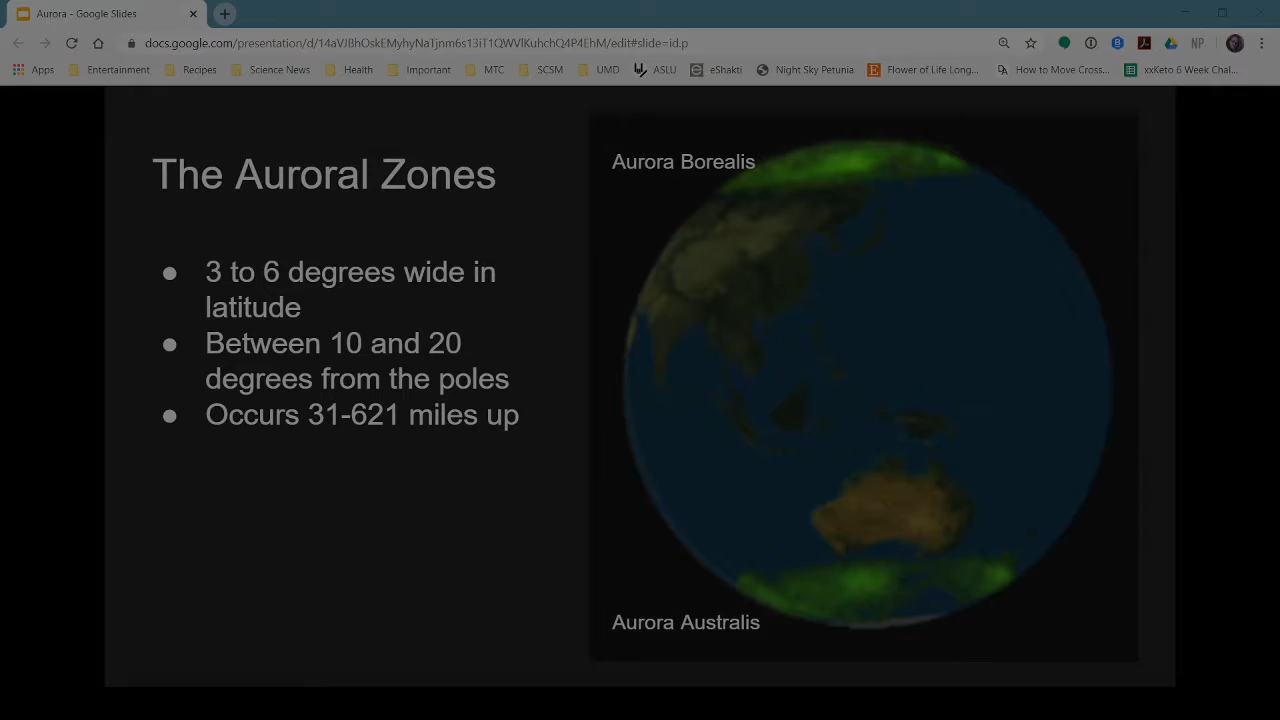 Aurora - Google Slides
docs.google.com/presentation/d/14aVJBhOskEMyhyNaTjnm6s13iT1QWVlKuhchQ4P4EhM/edit#slide=id.p
Apps Entertainment Recipes Science News Health Important MTC SCSM UMD ASLU eShakti Night Sky Petunia Flower of Life Long... How to Move Cross... xxKeto 6 Week Chal...
NP
The Auroral Zones
● 3 to 6 degrees wide in
latitude
● Between 10 and 20
degrees from the poles
● Occurs 31-621 miles up
Aurora Borealis
Aurora Australis